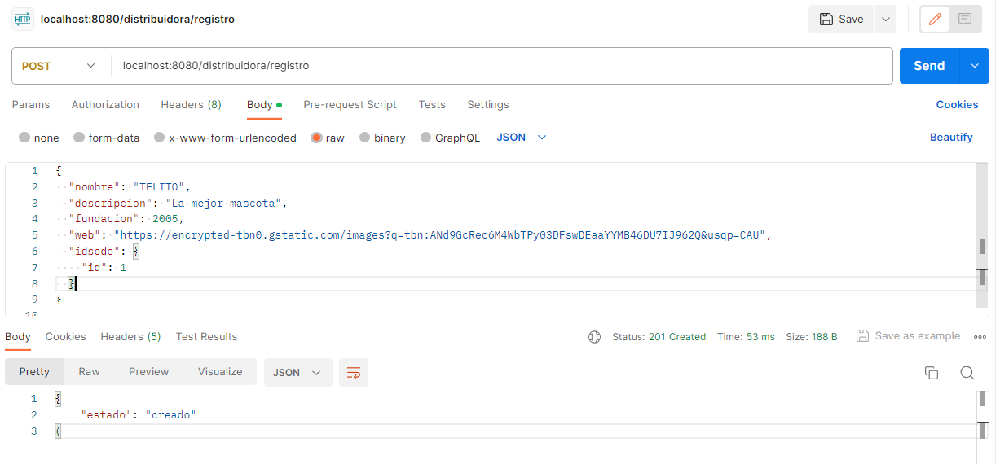 HTTP localhost:8080/distribuidora/registro Save
POST localhost:8080/distribuidora/registro Send
Params Authorization Headers (8) Body Pre-request Script Tests Settings Cookies
none form-data x-www-form-urlencoded raw binary GraphQL JSON Beautify
1 {
2 "nombre": "TELITO",
3 "descripcion": "La mejor mascota",
4 "fundacion": 2005,
5 "web": "https://encrypted-tbn0.gstatic.com/images?q=tbn:ANd9GcRec6M4WbTPy03DFswDEaaYYMB46DU7IJ962Q&usqp=CAU",
6 "idsede": {
7 "id": 1
8 }
9 }
10
Body Cookies Headers (5) Test Results Status: 201 Created Time: 53 ms Size: 188 B Save as example
Pretty Raw Preview Visualize JSON
1 {
2 "estado": "creado"
3 }